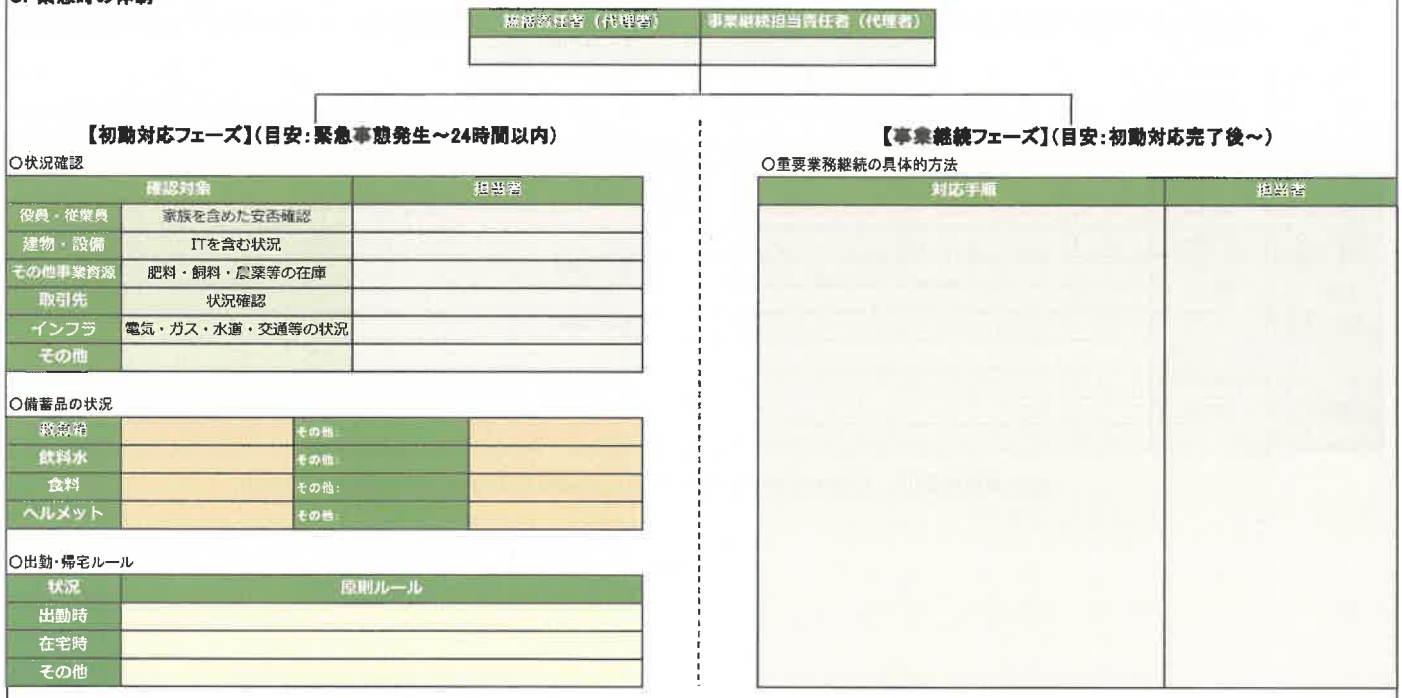 緊急時の体制
統括責任者（代理者） 事業継続担当責任者（代理者）
【初動対応フェーズ】（目安：緊急事態発生～24時間以内）
○状況確認
確認対象 担当者
役員・従業員 家族を含めた安否確認
建物・設備 ITを含む状況
その他事業資源 肥料・飼料・農薬等の在庫
取引先 状況確認
インフラ 電気・ガス・水道・交通等の状況
その他
○備蓄品の状況
救急箱 その他：
飲料水 その他：
食料 その他：
ヘルメット その他：
○出勤・帰宅ルール
状況 原則ルール
出勤時
在宅時
その他
【事業継続フェーズ】（目安：初動対応完了後～）
○重要業務継続の具体的方法
対応手順 担当者